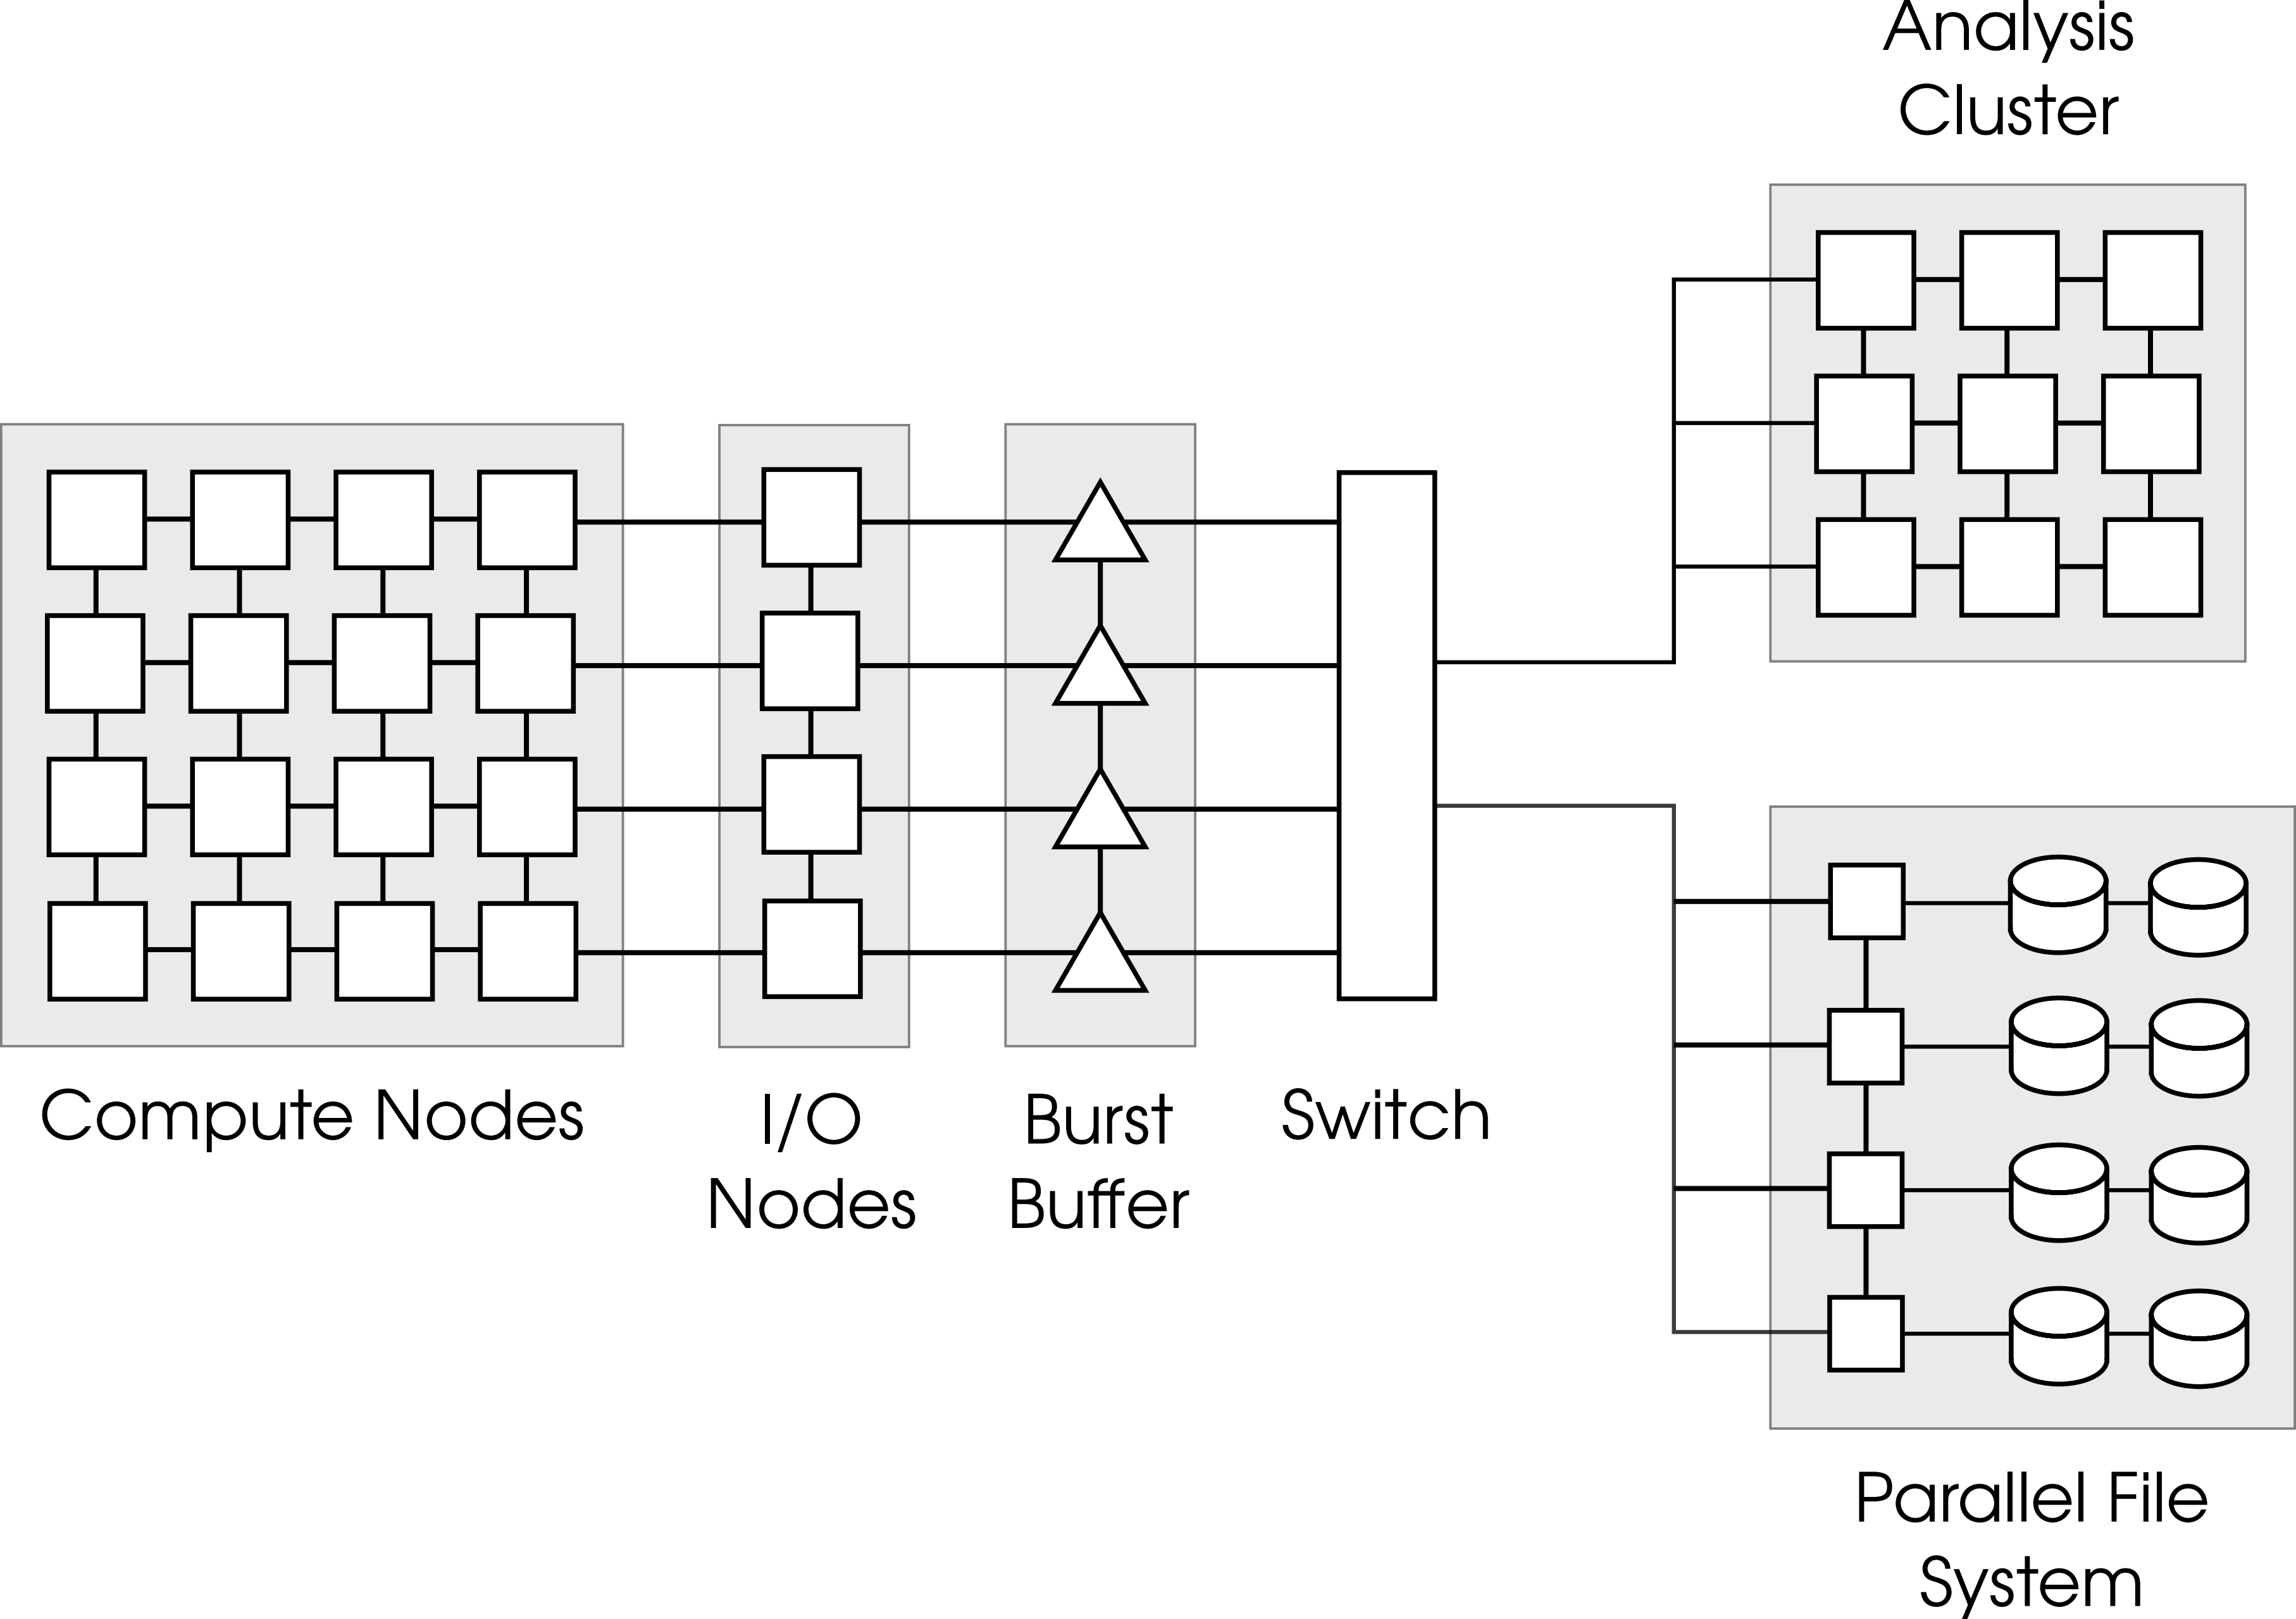 Analysis
Cluster
Compute Nodes
I/O
Nodes
Burst
Buffer
Switch
Parallel File
System